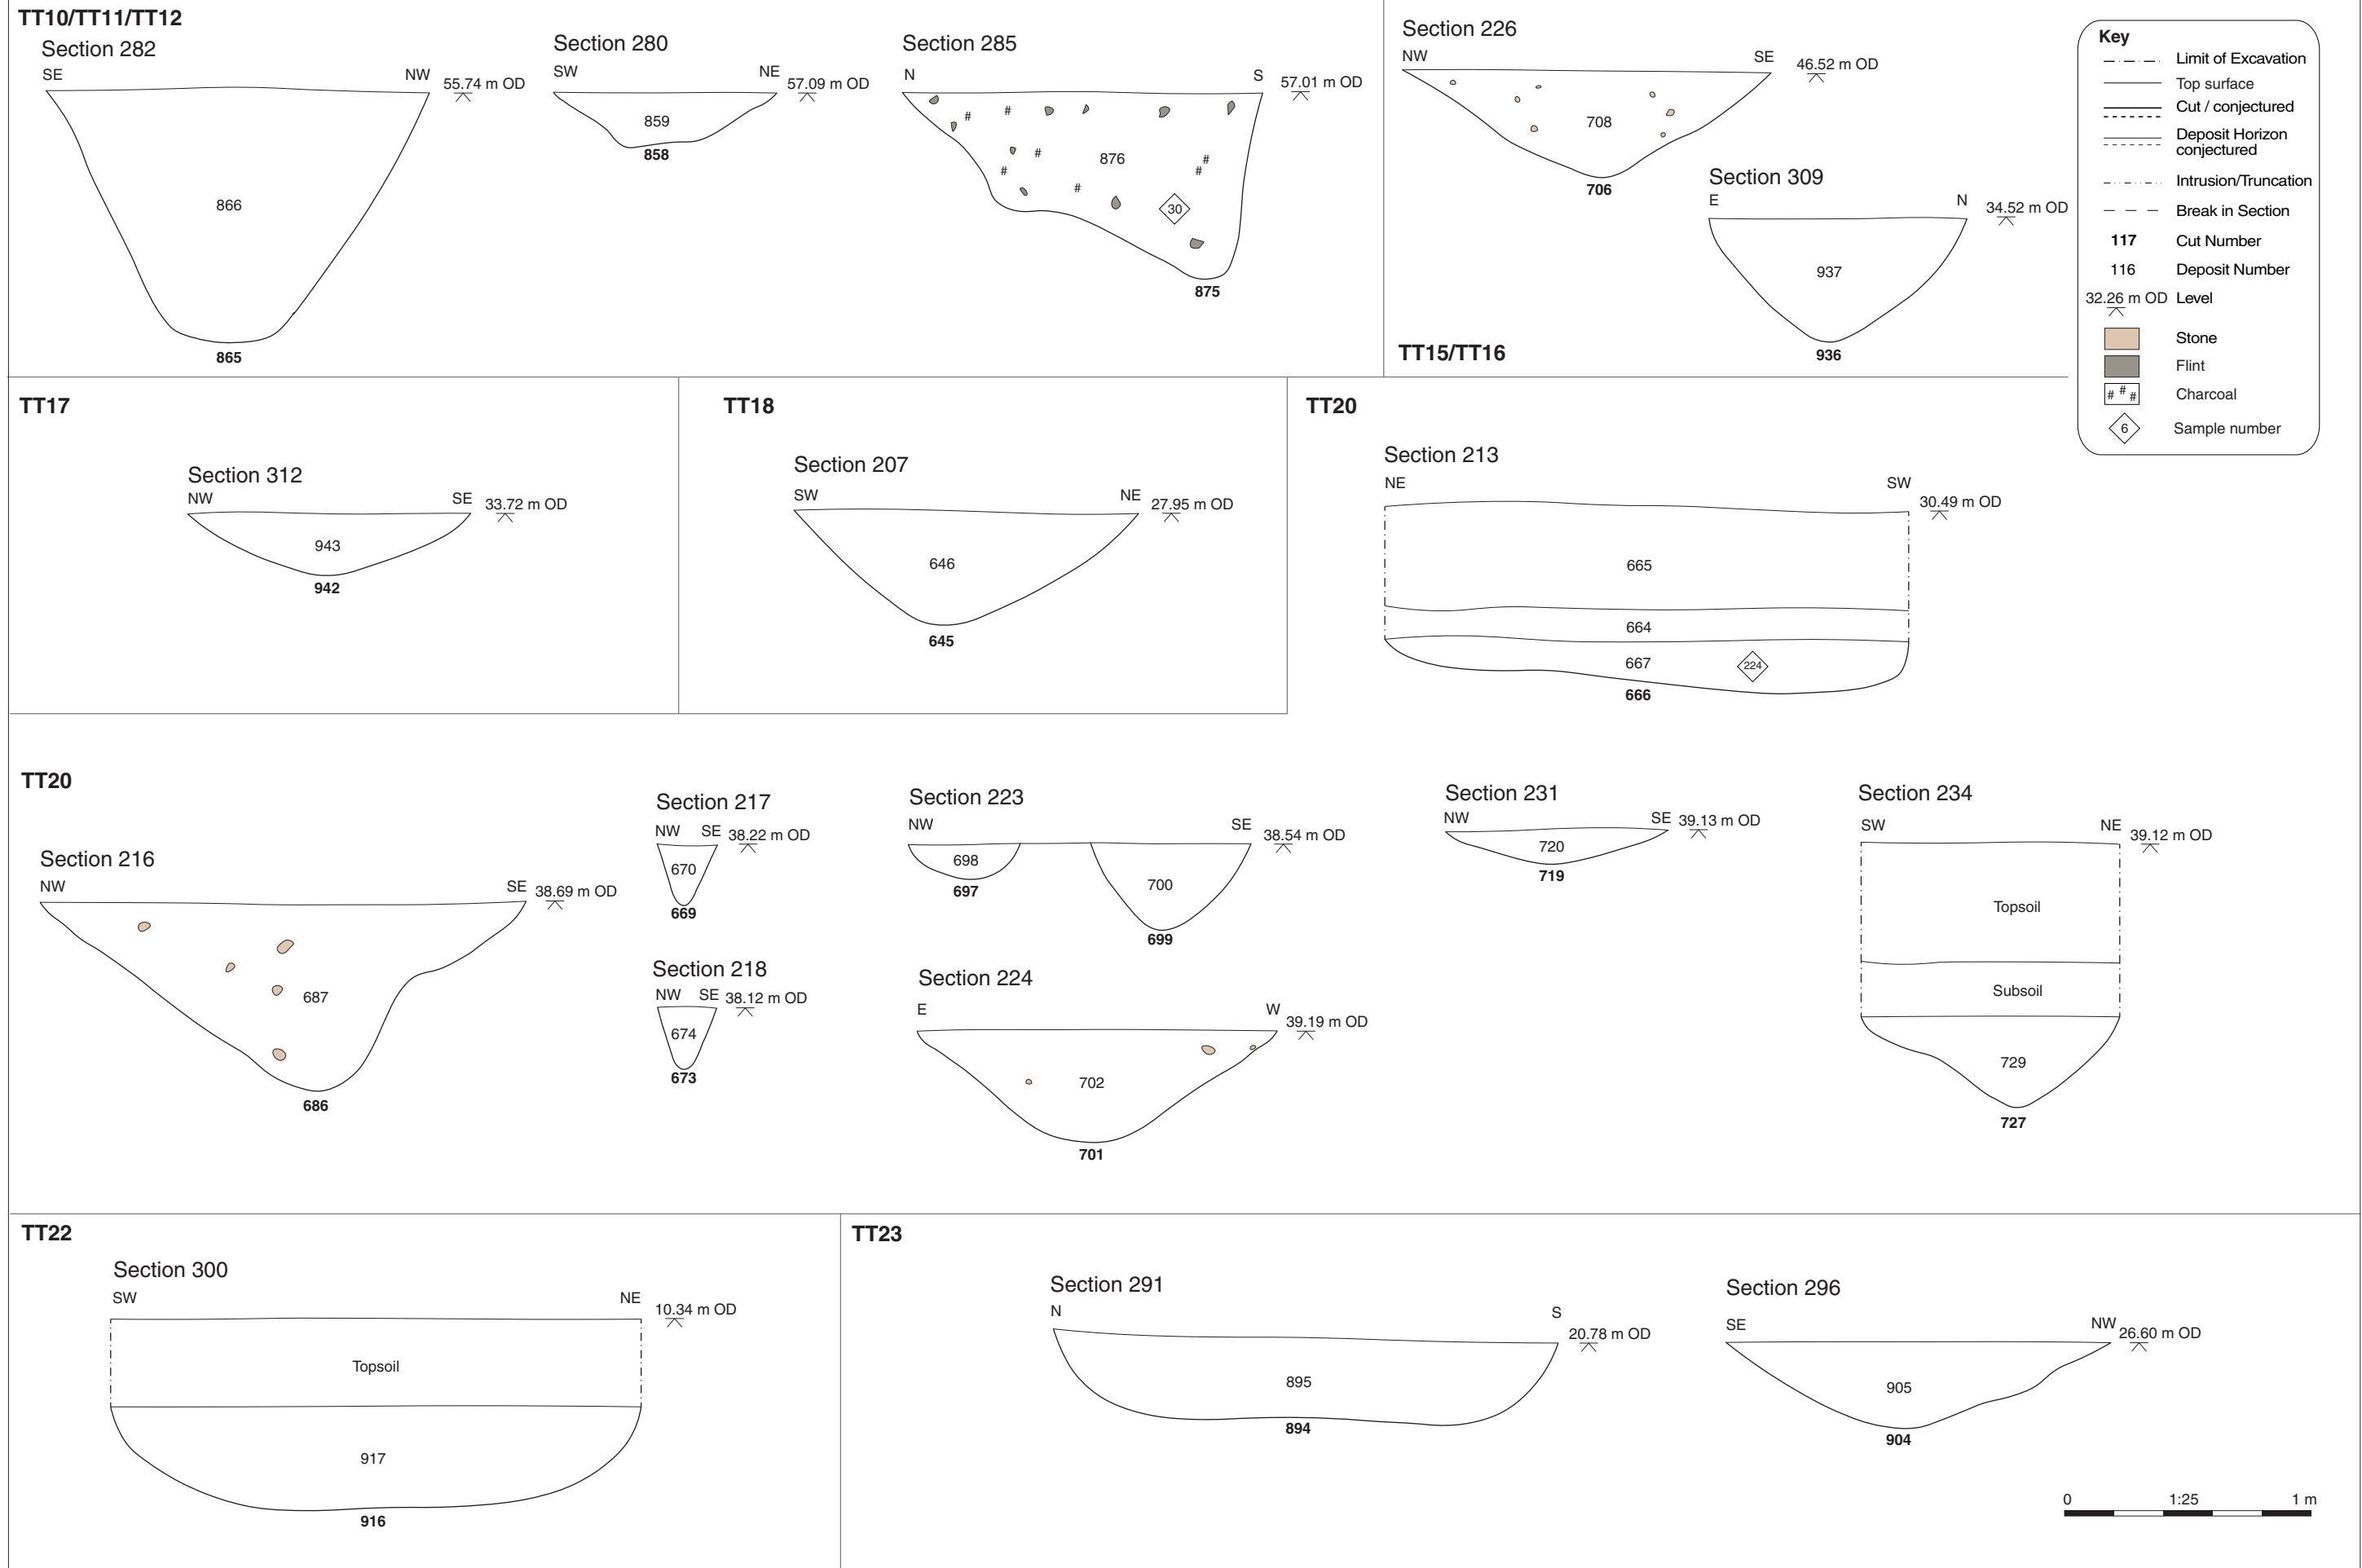 TT10/TT11/TT12
Section 282
SE NW 55.74 m OD
866
865
Section 280
SW NE 57.09 m OD
859
858
Section 285
N S 57.01 m OD
# # # # # # # #
876
30
875
Section 226
NW SE 46.52 m OD
708
706
Section 309
E N 34.52 m OD
937
936
TT15/TT16
Key
Limit of Excavation
Top surface
Cut / conjectured
Deposit Horizon
conjectured
Intrusion/Truncation
Break in Section
117 Cut Number
116 Deposit Number
32.26 m OD Level
Stone
Flint
# # # Charcoal
6 Sample number
TT17
Section 312
NW SE 33.72 m OD
943
942
TT18
Section 207
SW NE 27.95 m OD
646
645
TT20
Section 213
NE SW 30.49 m OD
665
664
667 224
666
TT20
Section 216
NW SE 38.69 m OD
687
686
Section 217
NW SE 38.22 m OD
670
669
Section 218
NW SE 38.12 m OD
674
673
Section 223
NW SE 38.54 m OD
698
697
700
699
Section 224
E W 39.19 m OD
702
701
Section 231
NW SE 39.13 m OD
720
719
Section 234
SW NE 39.12 m OD
Topsoil
Subsoil
729
727
TT22
Section 300
SW NE 10.34 m OD
Topsoil
917
916
TT23
Section 291
N S 20.78 m OD
895
894
Section 296
SE NW 26.60 m OD
905
904
0 1:25 1 m